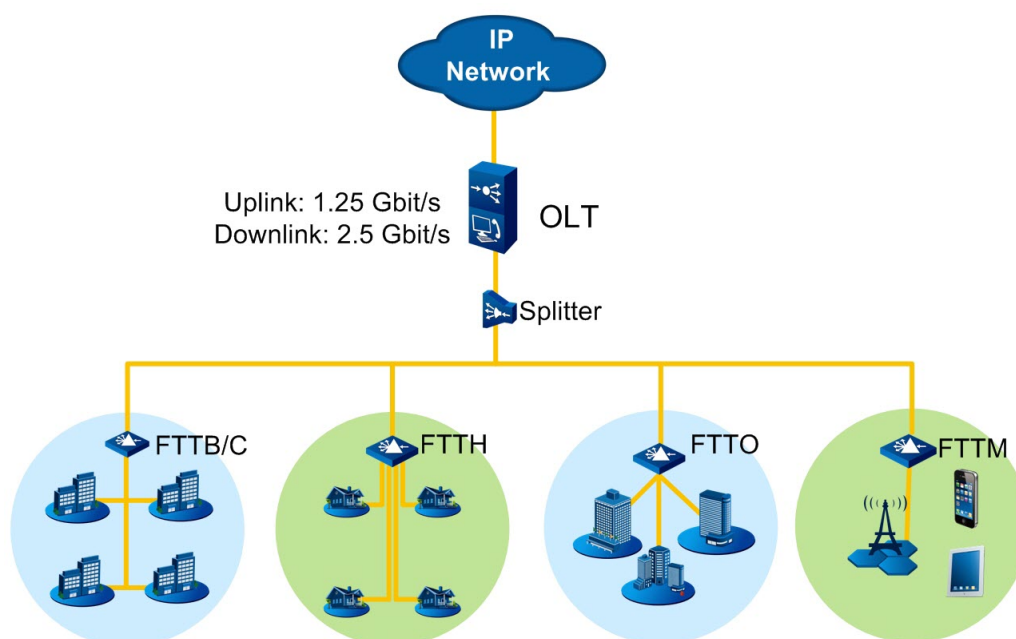 IP
Network
Uplink: 1.25 Gbit/s
Downlink: 2.5 Gbit/s
OLT
Splitter
FTTB/C
FTTH
FTTO
FTTM